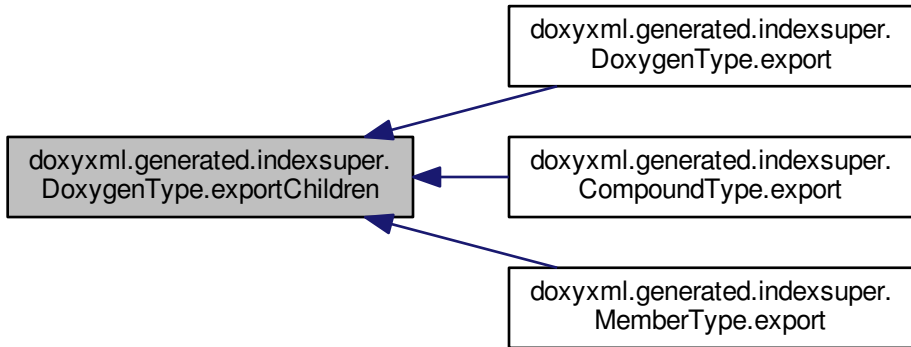 doxyxml.generated.indexsuper.
DoxygenType.export
doxyxml.generated.indexsuper.
DoxygenType.exportChildren
doxyxml.generated.indexsuper.
CompoundType.export
doxyxml.generated.indexsuper.
MemberType.export